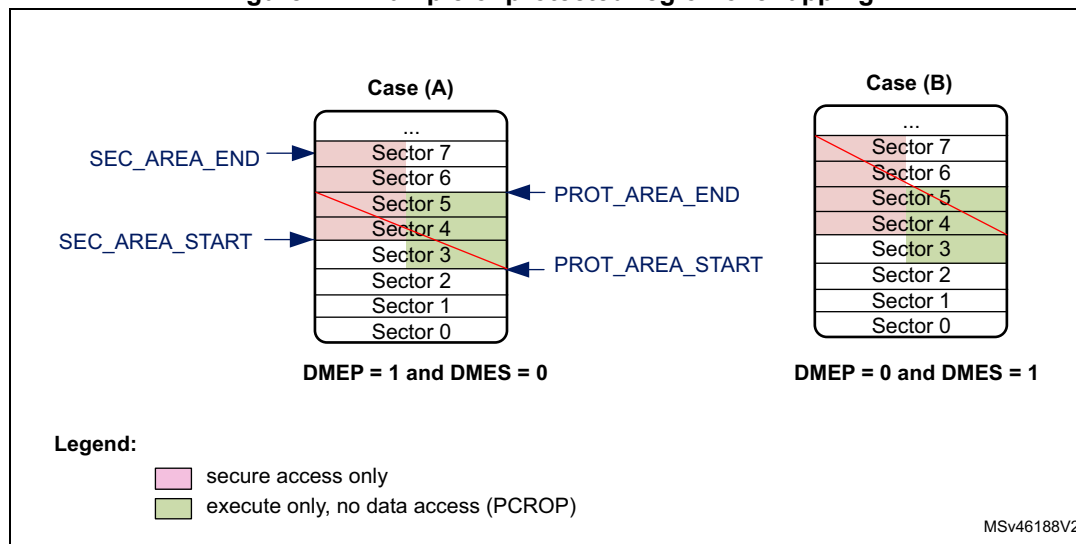 Case (A)
...
Sector 7
Sector 6
Sector 5
Sector 4
Sector 3
Sector 2
Sector 1
Sector 0
SEC_AREA_END
SEC_AREA_START
PROT_AREA_END
PROT_AREA_START
DMEP = 1 and DMES = 0
Case (B)
...
Sector 7
Sector 6
Sector 5
Sector 4
Sector 3
Sector 2
Sector 1
Sector 0
DMEP = 0 and DMES = 1
Legend:
secure access only
execute only, no data access (PCROP)
MSv46188V2